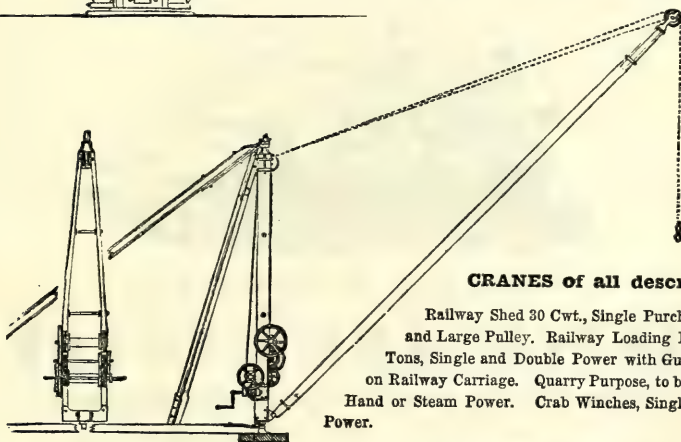 CRANES of all descr
Railway Shed 30 Cwt., Single Purch
and Large Pulley. Railway Loading
Tons, Single and Double Power with Gu
on Railway Carriage. Quarry Purpose, to b
Hand or Steam Power. Crab Winches, Singl
Power.